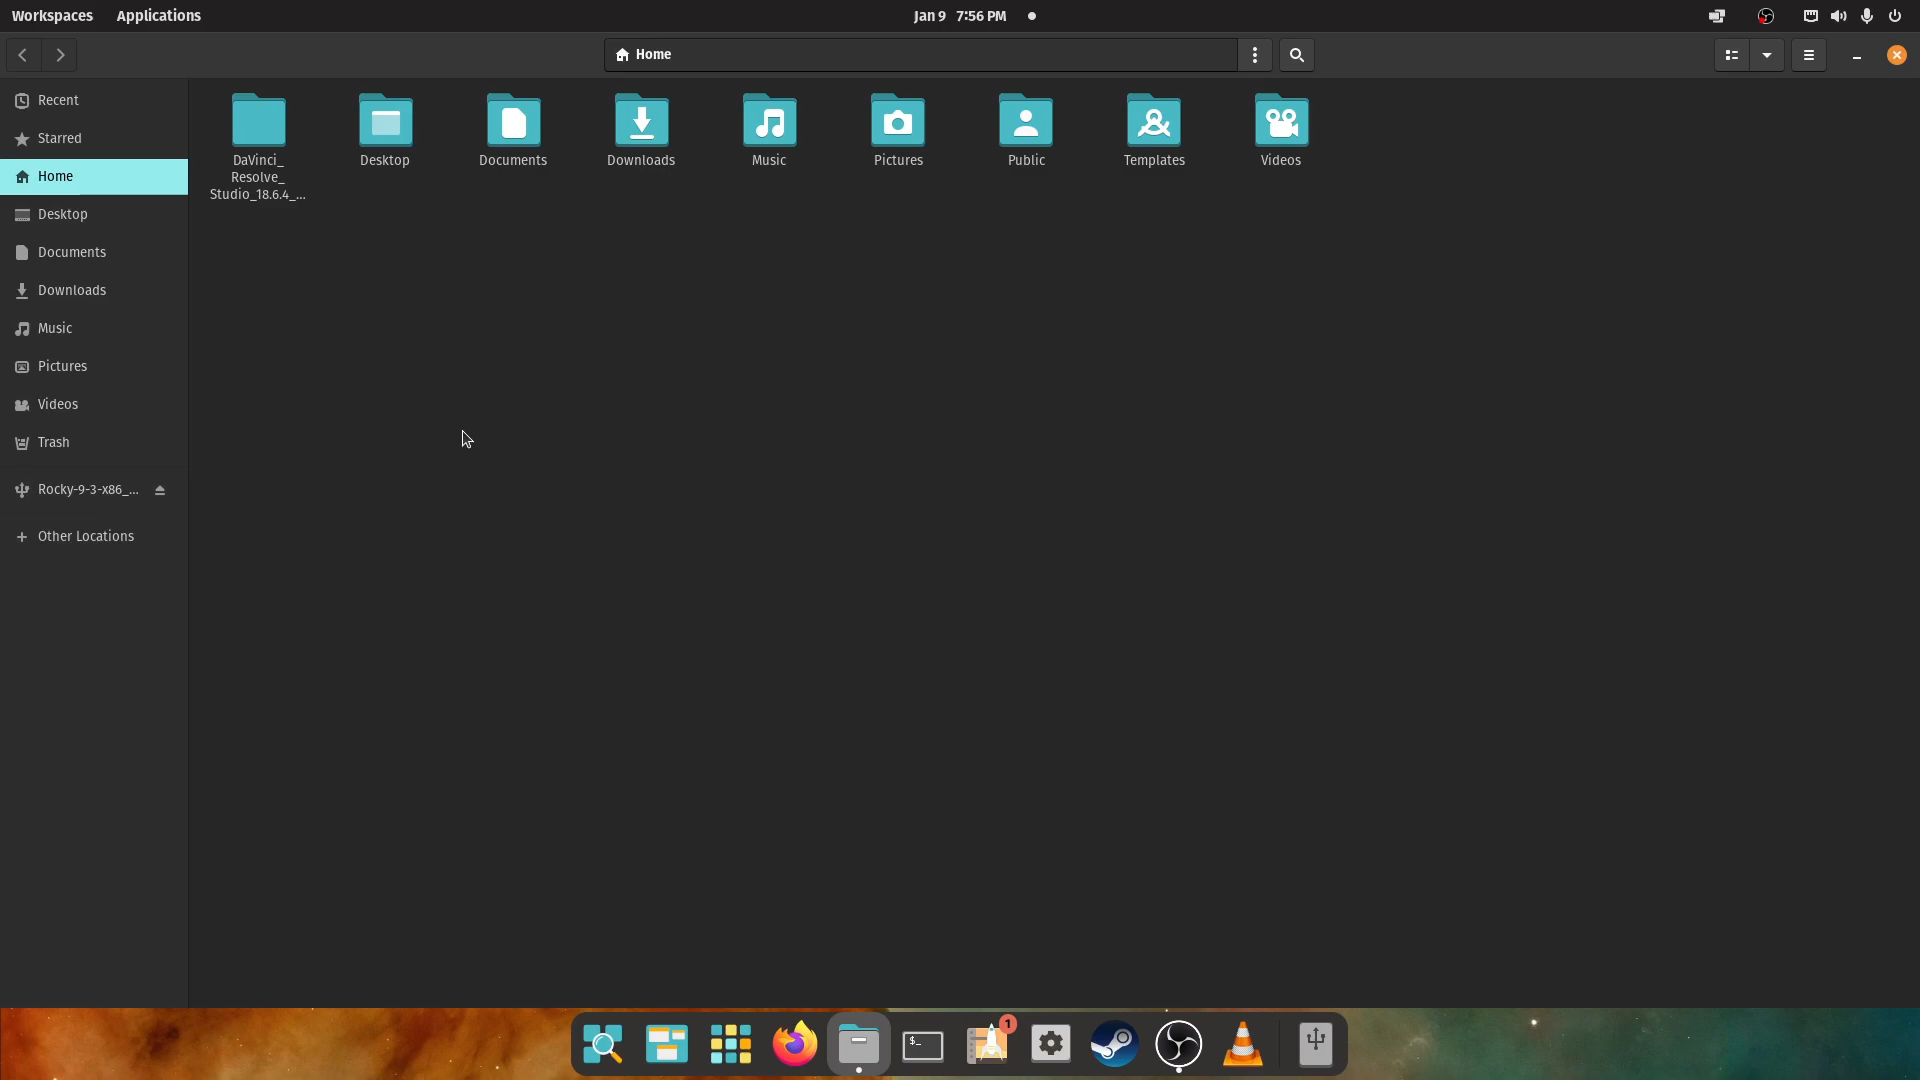 Workspaces Applications Jan 9 7:56 PM
Home
Recent
Starred
Home
Desktop
Documents
Downloads
Music
Pictures
Videos
Trash
Rocky-9-3-x86_...
Other Locations
DaVinci_
Resolve_
Studio_18.6.4_...
Desktop
Documents
Downloads
Music
Pictures
Public
Templates
Videos
$_
1